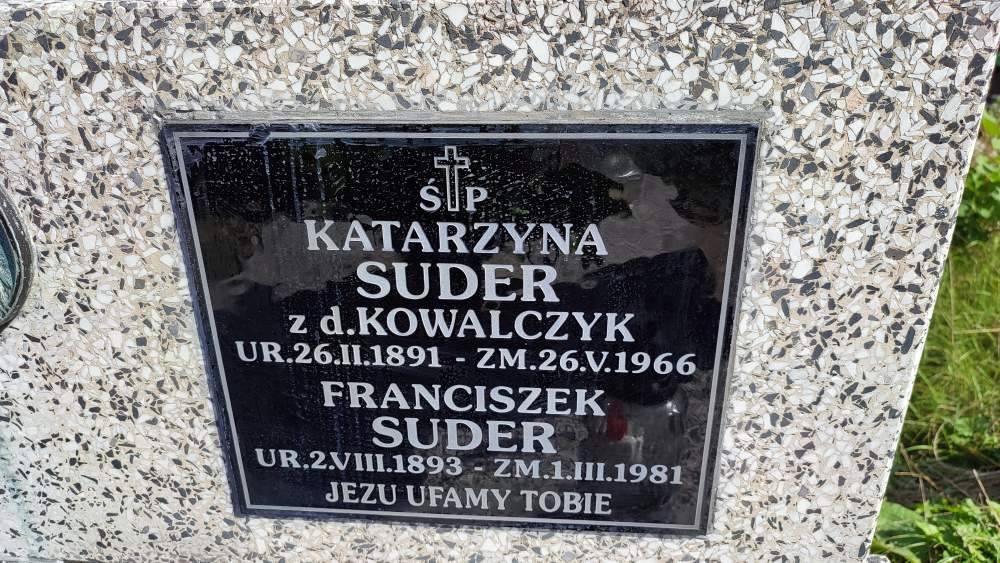 Ś P
KATARZYNA
SUDER
z d.KOWALCZYK
UR.26.II.1891 - ZM.26.V.1966
FRANCISZEK
SUDER
UR.2.VIII.1893 - ZM.1.III.1981
JEZU UFAMY TOBIE